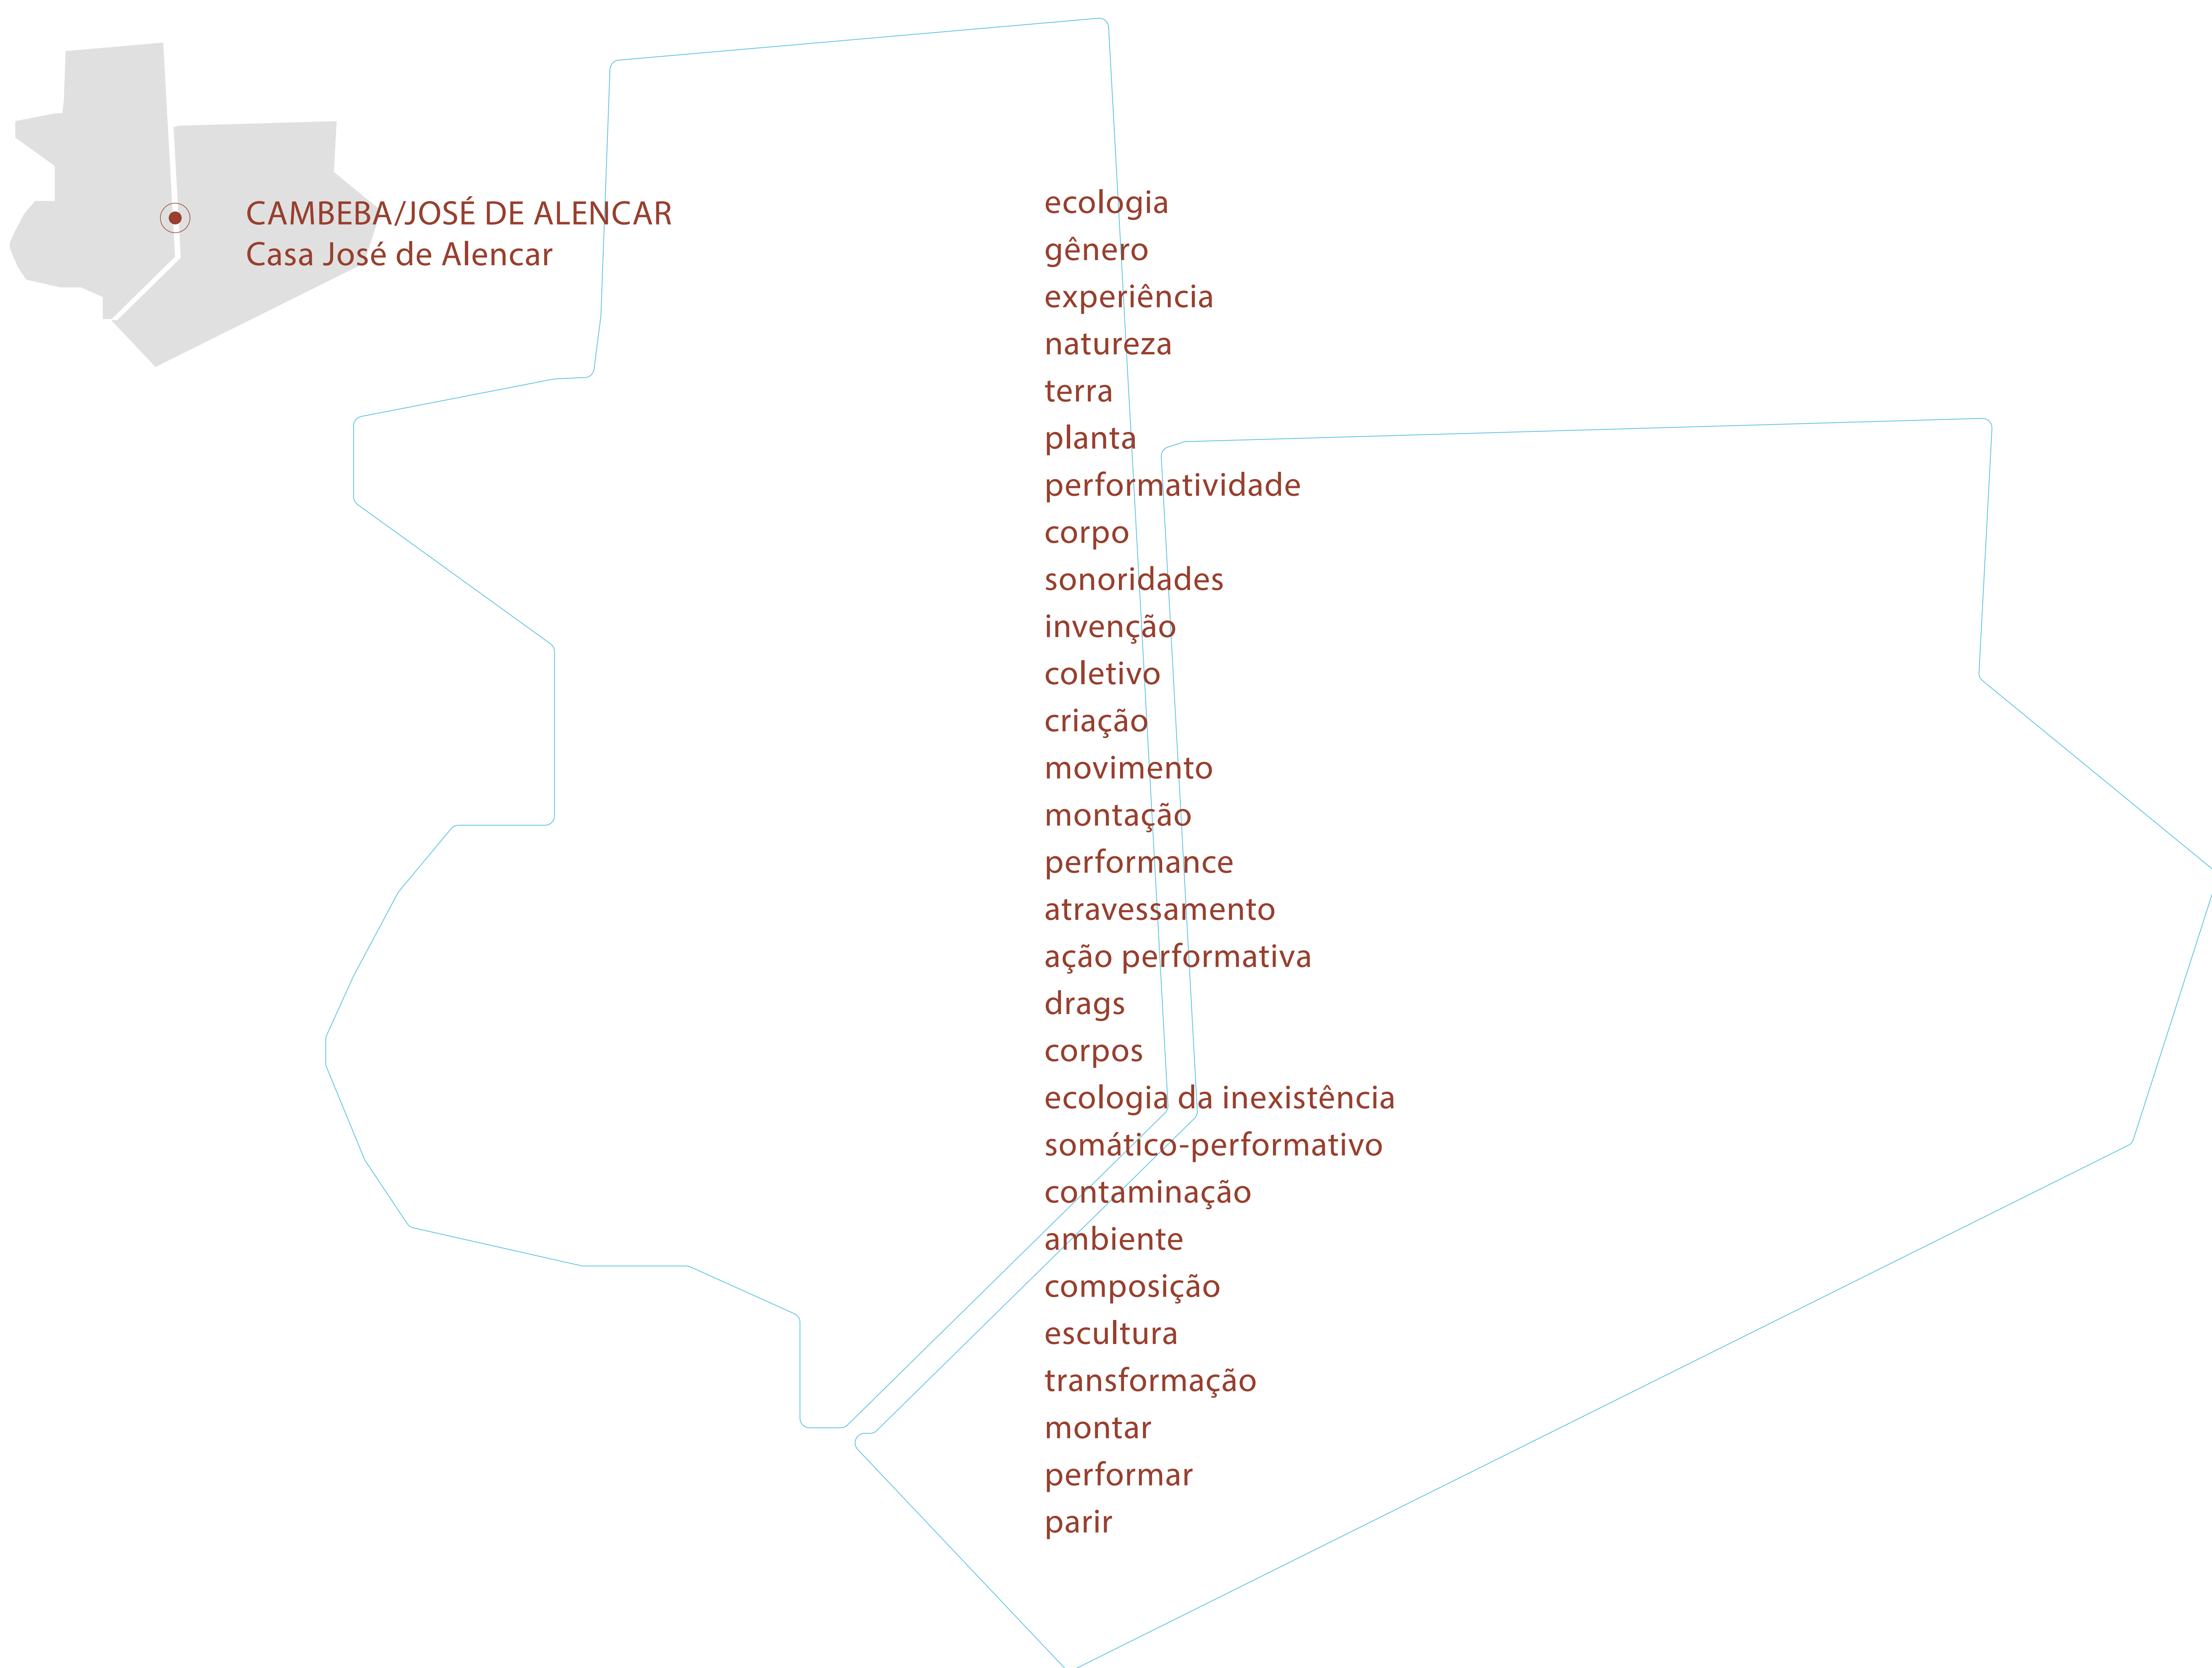 CAMBEBA/JOSÉ DE ALENCAR
Casa José de Alencar
ecologia
gênero
experiência
natureza
terra
planta
performatividade
corpo
sonoridades
invenção
coletivo
criação
movimento
montação
performance
atravessamento
ação performativa
drags
corpos
ecologia da inexistência
somático-performativo
contaminação
ambiente
composição
escultura
transformação
montar
performar
parir